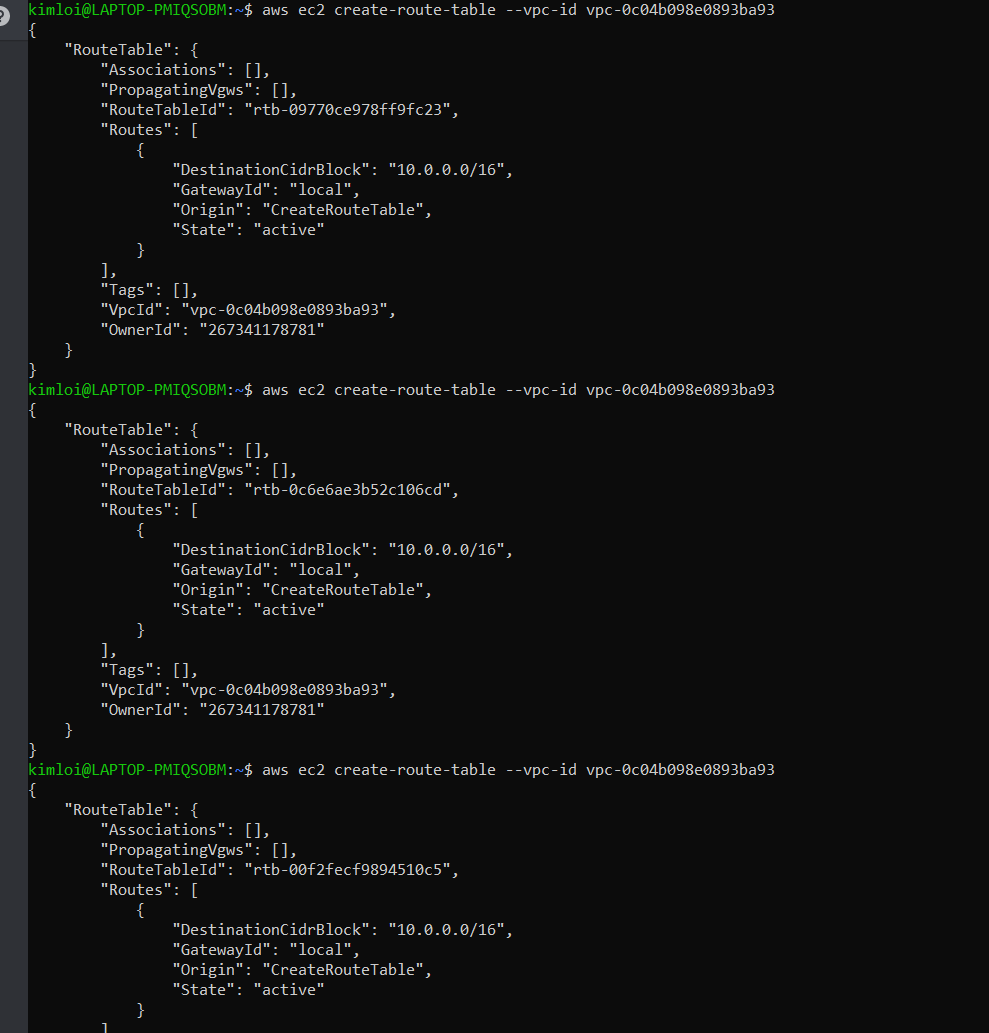 ?
kimloi@LAPTOP-PMIQSOBM:~$ aws ec2 create-route-table --vpc-id vpc-0c04b098e0893ba93
{
    "RouteTable": {
        "Associations": [],
        "PropagatingVgws": [],
        "RouteTableId": "rtb-09770ce978ff9fc23",
        "Routes": [
            {
                "DestinationCidrBlock": "10.0.0.0/16",
                "GatewayId": "local",
                "Origin": "CreateRouteTable",
                "State": "active"
            }
        ],
        "Tags": [],
        "VpcId": "vpc-0c04b098e0893ba93",
        "OwnerId": "267341178781"
    }
}
kimloi@LAPTOP-PMIQSOBM:~$ aws ec2 create-route-table --vpc-id vpc-0c04b098e0893ba93
{
    "RouteTable": {
        "Associations": [],
        "PropagatingVgws": [],
        "RouteTableId": "rtb-0c6e6ae3b52c106cd",
        "Routes": [
            {
                "DestinationCidrBlock": "10.0.0.0/16",
                "GatewayId": "local",
                "Origin": "CreateRouteTable",
                "State": "active"
            }
        ],
        "Tags": [],
        "VpcId": "vpc-0c04b098e0893ba93",
        "OwnerId": "267341178781"
    }
}
kimloi@LAPTOP-PMIQSOBM:~$ aws ec2 create-route-table --vpc-id vpc-0c04b098e0893ba93
{
    "RouteTable": {
        "Associations": [],
        "PropagatingVgws": [],
        "RouteTableId": "rtb-00f2fecf9894510c5",
        "Routes": [
            {
                "DestinationCidrBlock": "10.0.0.0/16",
                "GatewayId": "local",
                "Origin": "CreateRouteTable",
                "State": "active"
            }
        ]